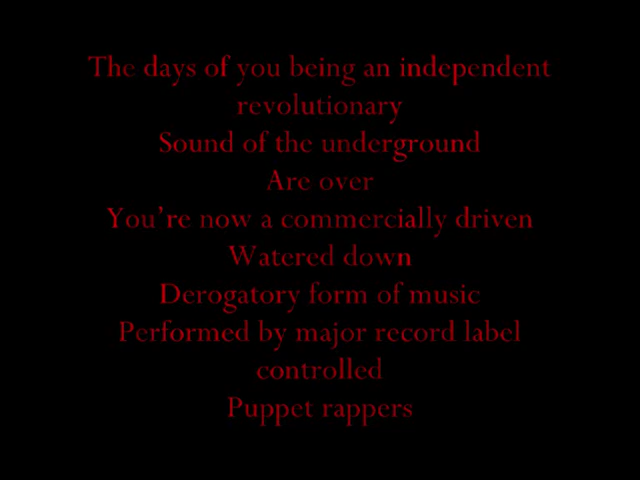 The days of you being an independent
revolutionary
Sound of the underground
Are over
You're now a commercially driven
Watered down
Derogatory form of music
Performed by major record label
controlled
Puppet rappers